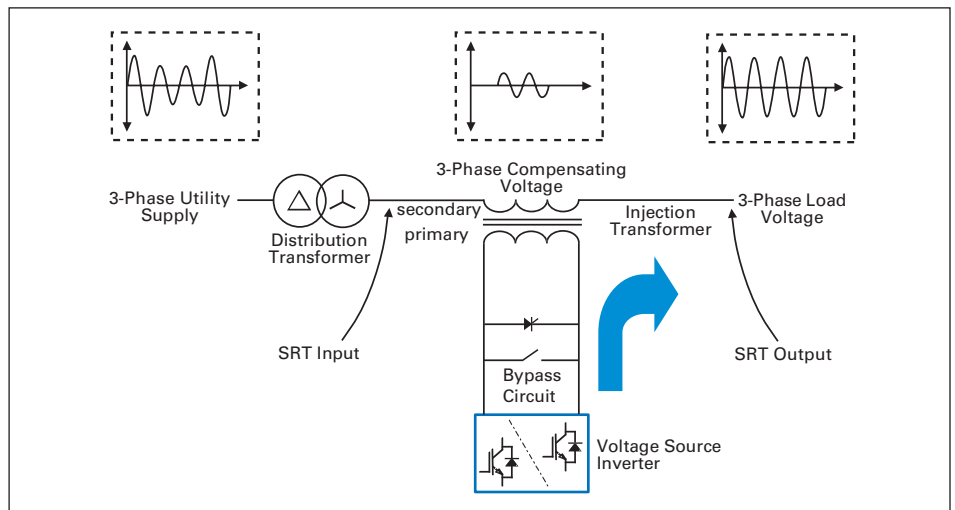 3-Phase Utility
Supply
Distribution
Transformer
3-Phase Compensating
Voltage
secondary
primary
Injection
Transformer
3-Phase Load
Voltage
SRT Input
SRT Output
Bypass
Circuit
Voltage Source
Inverter